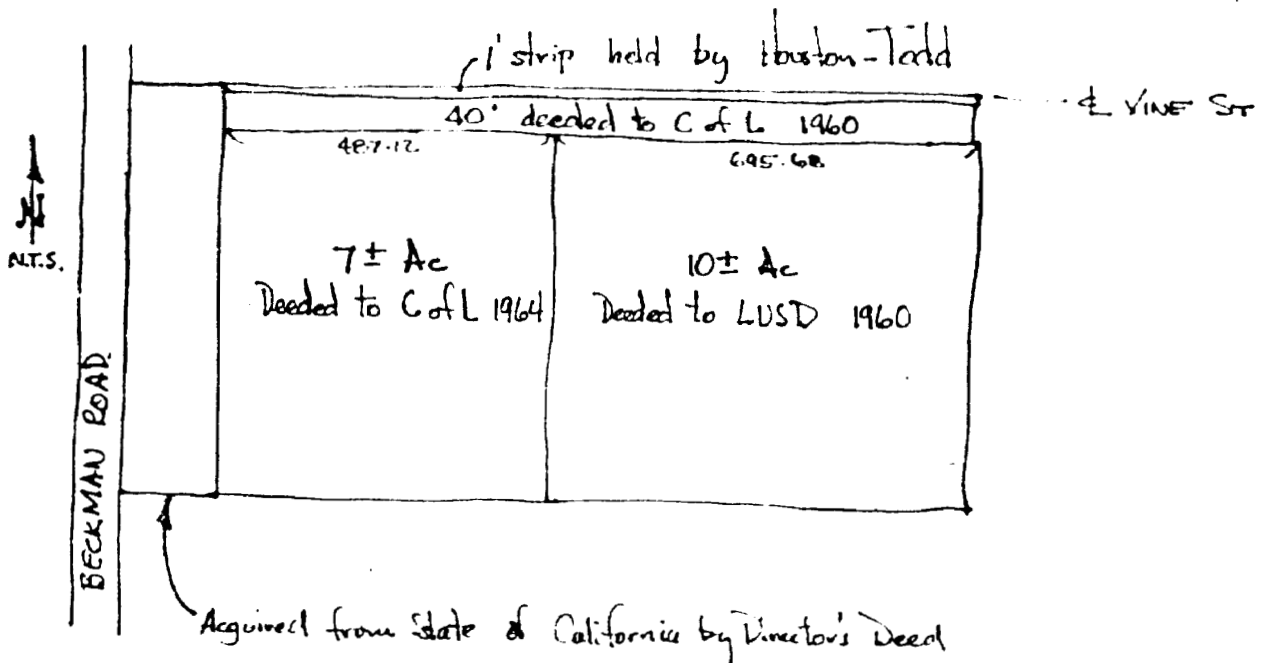 1' strip held by Houston-Todd
℄ VINE ST
40' deeded to C of L 1960
487.12
695.68
N
N.T.S.
7± Ac
Deeded to C of L 1964
10± Ac
Deeded to LUSD 1960
BECKMAN ROAD
Acquired from State of California by Director's Deed